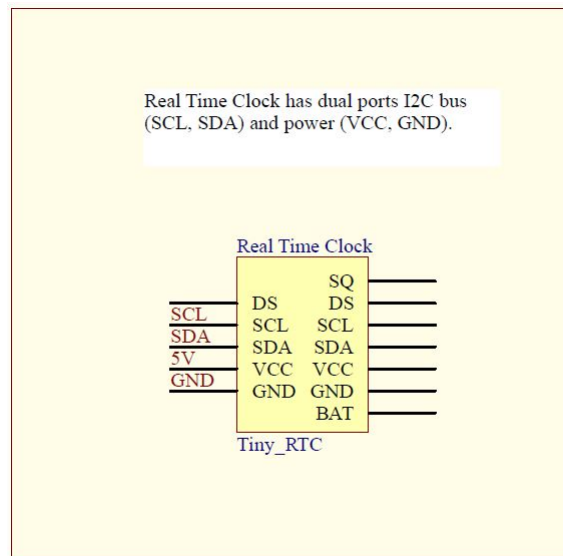 Real Time Clock has dual ports I2C bus
(SCL, SDA) and power (VCC, GND).
Real Time Clock
SQ
DS DS
SCL
SCL SCL
SDA
SDA SDA
5V
VCC VCC
GND
GND GND
BAT
Tiny_RTC